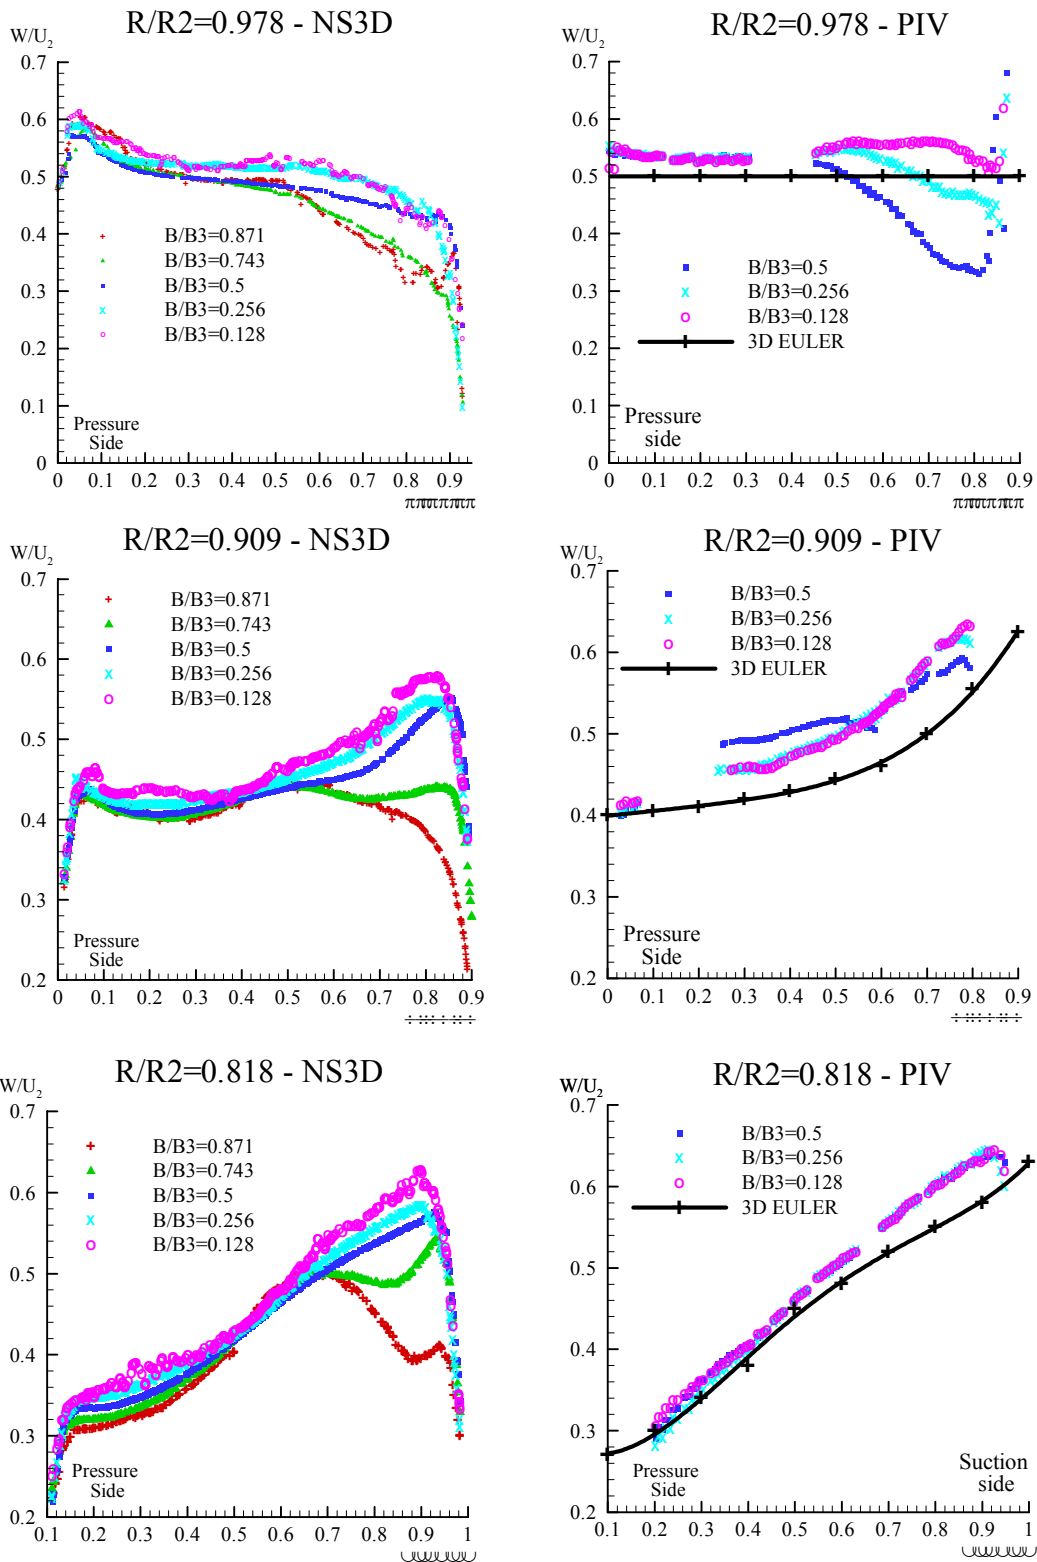 R/R2=0.978 - NS3D
W/U2
0.7
0.6
0.5
0.4
0.3
0.2
0.1
0
B/B3=0.871
B/B3=0.743
B/B3=0.5
B/B3=0.256
B/B3=0.128
Pressure
Side
0 0.1 0.2 0.3 0.4 0.5 0.6 0.7 0.8 0.9
R/R2=0.978 - PIV
W/U2
0.7
0.6
0.5
0.4
0.3
0.2
0.1
0
B/B3=0.5
B/B3=0.256
B/B3=0.128
3D EULER
Pressure
side
0 0.1 0.2 0.3 0.4 0.5 0.6 0.7 0.8 0.9
R/R2=0.909 - NS3D
W/U2
0.7
0.6
0.5
0.4
0.3
0.2
B/B3=0.871
B/B3=0.743
B/B3=0.5
B/B3=0.256
B/B3=0.128
Pressure
Side
0 0.1 0.2 0.3 0.4 0.5 0.6 0.7 0.8 0.9
R/R2=0.909 - PIV
W/U2
0.7
0.6
0.5
0.4
0.3
0.2
B/B3=0.5
B/B3=0.256
B/B3=0.128
3D EULER
Pressure
Side
0 0.1 0.2 0.3 0.4 0.5 0.6 0.7 0.8 0.9
R/R2=0.818 - NS3D
W/U2
0.7
0.6
0.5
0.4
0.3
0.2
B/B3=0.871
B/B3=0.743
B/B3=0.5
B/B3=0.256
B/B3=0.128
Pressure
Side
0.1 0.2 0.3 0.4 0.5 0.6 0.7 0.8 0.9 1
R/R2=0.818 - PIV
W/U2
0.7
0.6
0.5
0.4
0.3
0.2
B/B3=0.5
B/B3=0.256
B/B3=0.128
3D EULER
Pressure
Side
Suction
side
0.1 0.2 0.3 0.4 0.5 0.6 0.7 0.8 0.9 1